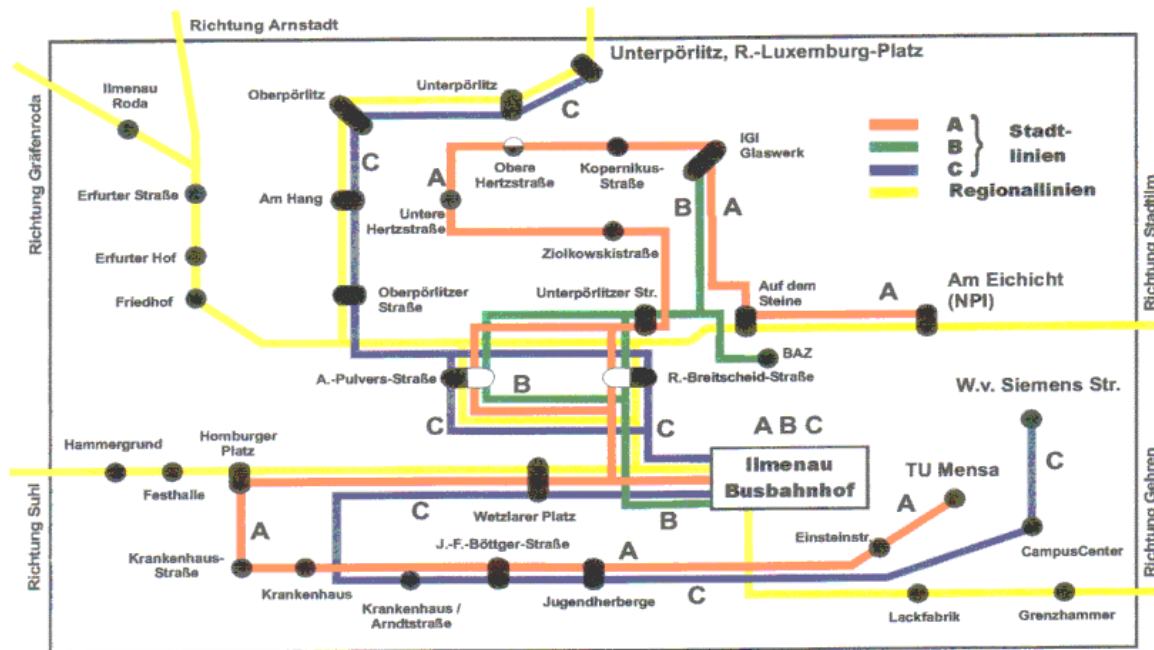 Richtung Arnstadt
Unterpörlitz, R.-Luxemburg-Platz
Ilmenau
Roda
Oberpörlitz
Unterpörlitz
C
A
B
C
Stadt-
linien
Regionallinien
IGI
Glaswerk
Obere
Hertzstraße
Kopernikus-
Straße
C
A
B
A
Richtung Gräfenroda
Erfurter Straße
Am Hang
Untere
Hertzstraße
Ziolkowskistraße
Richtung Stadtilm
Erfurter Hof
Friedhof
Oberpörlitzer
Straße
Unterpörlitzer Str.
Auf dem
Steine
A
Am Eichicht
(NPI)
BAZ
A.-Pulvers-Straße
B
R.-Breitscheid-Straße
W.v. Siemens Str.
C
C
A B C
Hammergrund
Homburger
Platz
Festhalle
Ilmenau
Busbahnhof
TU Mensa
C
Richtung Suhl
C
Wetzlarer Platz
B
A
Einsteinstr.
CampusCenter
Richtung Gehren
A
J.-F.-Böttger-Straße
A
Krankenhaus-
Straße
Krankenhaus
Krankenhaus /
Arndtstraße
Jugendherberge
C
Lackfabrik
Grenzhammer